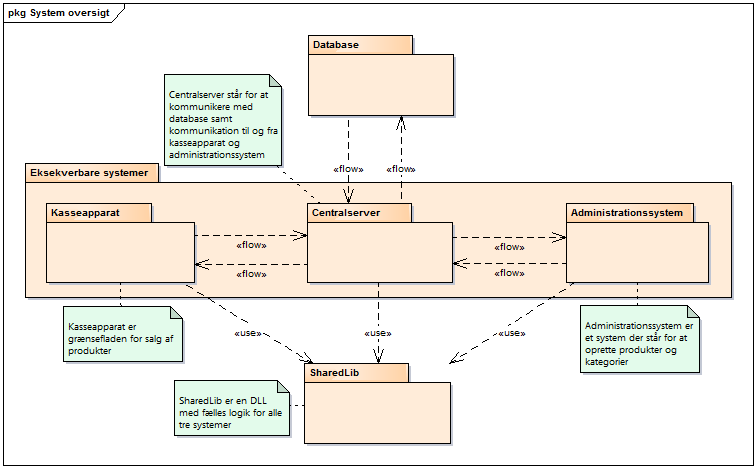 pkg System oversigt
Database
Centralserver står for at
kommunikere med
database samt
kommunikation til og fra
kasseapparat og
administrationssystem
«flow»
«flow»
Eksekverbare systemer
Kasseapparat
Centralserver
Administrationssystem
«flow»
«flow»
«flow»
«flow»
Kasseapparat er
grænsefladen for salg af
produkter
«use»
«use»
«use»
Administrationssystem er
et system der står for at
oprette produkter og
kategorier
SharedLib
SharedLib er en DLL
med fælles logik for alle
tre systemer